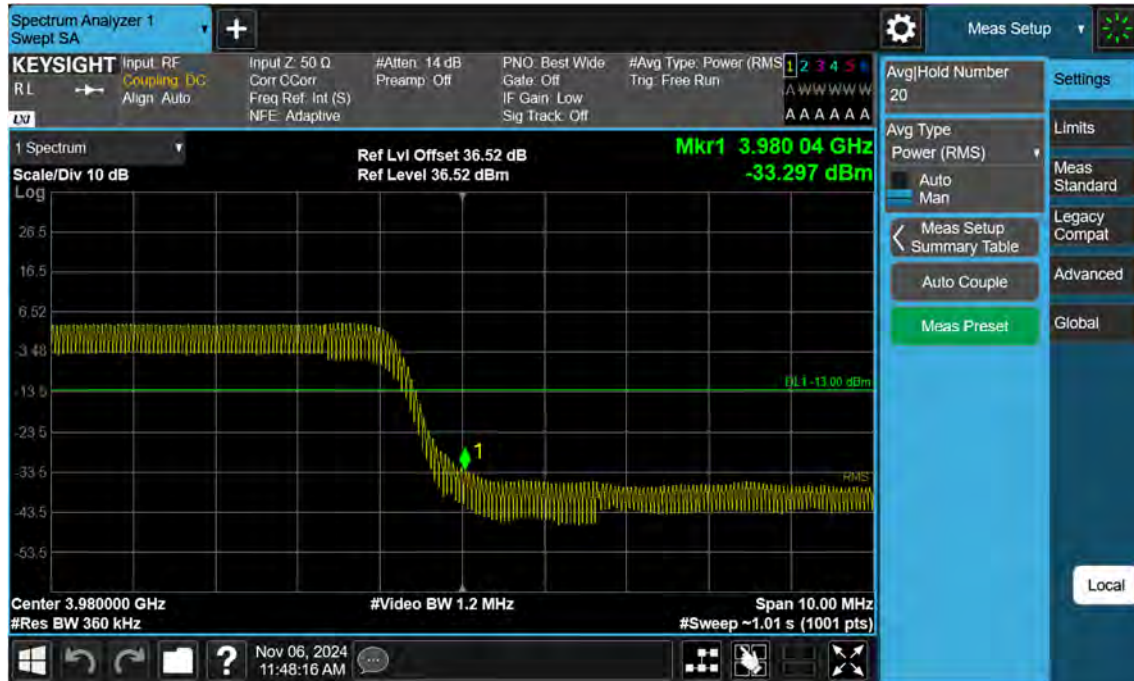 Spectrum Analyzer 1
Swept SA
+
Meas Setup
KEYSIGHT
RL
LXI
Input: RF
Coupling: DC
Align: Auto
Input Z: 50 Ω
Corr CCorr
Freq Ref: Int (S)
NFE: Adaptive
#Atten: 14 dB
Preamp: Off
PNO: Best Wide
Gate: Off
IF Gain: Low
Sig Track: Off
#Avg Type: Power (RMS
Trig: Free Run
1 2 3 4 5 6
A W W W W W
A A A A A A
1 Spectrum
Scale/Div 10 dB
Log
Ref Lvl Offset 36.52 dB
Ref Level 36.52 dBm
Mkr1 3.980 04 GHz
-33.297 dBm
26.5
16.5
6.52
-3.48
-13.5
-23.5
-33.5
-43.5
-53.5
DL1 -13.00 dBm
1
RMS
Center 3.980000 GHz
#Res BW 360 kHz
#Video BW 1.2 MHz
Span 10.00 MHz
#Sweep ~1.01 s (1001 pts)
?
Nov 06, 2024
11:48:16 AM
Avg|Hold Number
20
Avg Type
Power (RMS)
Auto
Man
Meas Setup
Summary Table
Auto Couple
Meas Preset
Settings
Limits
Meas
Standard
Legacy
Compat
Advanced
Global
Local